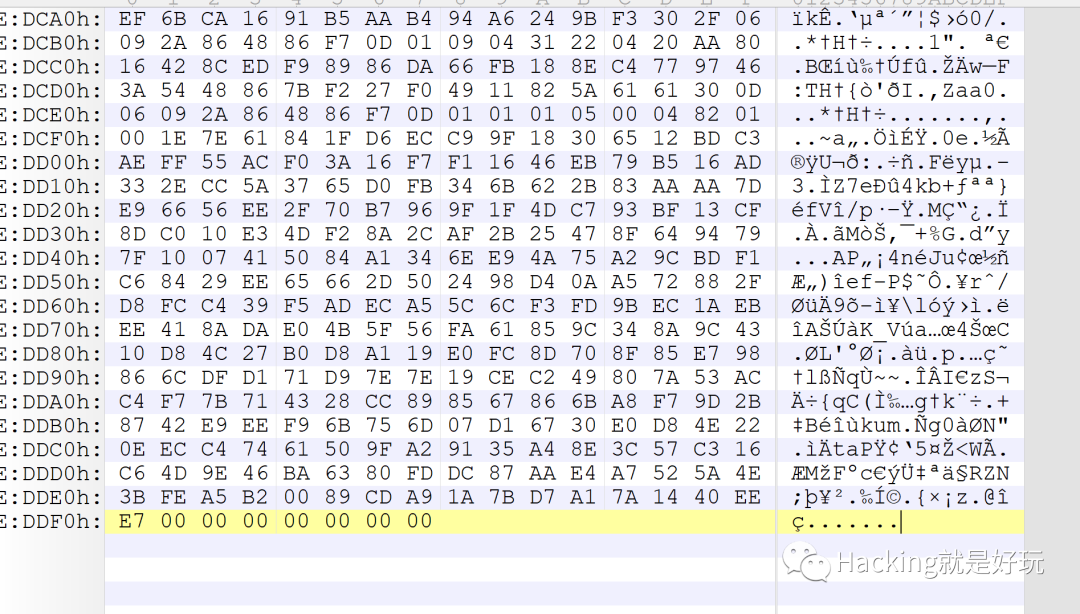 E:DCA0h: EF 6B CA 16 91 B5 AA B4 94 A6 24 9B F3 30 2F 06 ïkÊ.‘µª´”¦$›ó0/.
E:DCB0h: 09 2A 86 48 86 F7 0D 01 09 04 31 22 04 20 AA 80 .*†H†÷....1". ª€
E:DCC0h: 16 42 8C ED F9 89 86 DA 66 FB 18 8E C4 77 97 46 .BŒíù‰†Úfû.ŽÄw—F
E:DCD0h: 3A 54 48 86 7B F2 27 F0 49 11 82 5A 61 61 30 0D :TH†{ò'ðI.‚Zaa0.
E:DCE0h: 06 09 2A 86 48 86 F7 0D 01 01 01 05 00 04 82 01 ..*†H†÷.......‚.
E:DCF0h: 00 1E 7E 61 84 1F D6 EC C9 9F 18 30 65 12 BD C3 ..~a„.ÖìÉŸ.0e.½Ã
E:DD00h: AE FF 55 AC F0 3A 16 F7 F1 16 46 EB 79 B5 16 AD ®ÿU¬ð:.÷ñ.Fëyµ.-
E:DD10h: 33 2E CC 5A 37 65 D0 FB 34 6B 62 2B 83 AA AA 7D 3.ÌZ7eÐû4kb+ƒªª}
E:DD20h: E9 66 56 EE 2F 70 B7 96 9F 1F 4D C7 93 BF 13 CF éfVî/p·–Ÿ.MÇ“¿.Ï
E:DD30h: 8D C0 10 E3 4D F2 8A 2C AF 2B 25 47 8F 64 94 79 .À.ãMòŠ,¯+%G.d”y
E:DD40h: 7F 10 07 41 50 84 A1 34 6E E9 4A 75 A2 9C BD F1 ...AP„¡4néJu¢œ½ñ
E:DD50h: C6 84 29 EE 65 66 2D 50 24 98 D4 0A A5 72 88 2F Æ„)îef-P$˜Ô.¥rˆ/
E:DD60h: D8 FC C4 39 F5 AD EC A5 5C 6C F3 FD 9B EC 1A EB ØüÄ9õ-ì¥\lóý›ì.ë
E:DD70h: EE 41 8A DA E0 4B 5F 56 FA 61 85 9C 34 8A 9C 43 îAŠÚàK_Vúa…œ4ŠœC
E:DD80h: 10 D8 4C 27 B0 D8 A1 19 E0 FC 8D 70 8F 85 E7 98 .ØL'°Ø¡.àü.p.…ç˜
E:DD90h: 86 6C DF D1 71 D9 7E 7E 19 CE C2 49 80 7A 53 AC †lßÑqÙ~~.ÎÂI€zS¬
E:DDA0h: C4 F7 7B 71 43 28 CC 89 85 67 86 6B A8 F7 9D 2B Ä÷{qC(Ì‰…g†k¨÷.+
E:DDB0h: 87 42 E9 EE F9 6B 75 6D 07 D1 67 30 E0 D8 4E 22 ‡Béîùkum.Ñg0àØN"
E:DDC0h: 0E EC C4 74 61 50 9F A2 91 35 A4 8E 3C 57 C3 16 .ìÄtaPŸ¢‘5¤Ž<WÃ.
E:DDD0h: C6 4D 9E 46 BA 63 80 FD DC 87 AA E4 A7 52 5A 4E ÆMžFºc€ýÜ‡ªä§RZN
E:DDE0h: 3B FE A5 B2 00 89 CD A9 1A 7B D7 A1 7A 14 40 EE ;þ¥².‰Í©.{×¡z.@î
E:DDF0h: E7 00 00 00 00 00 00 00 ç.......
Hacking就是好玩